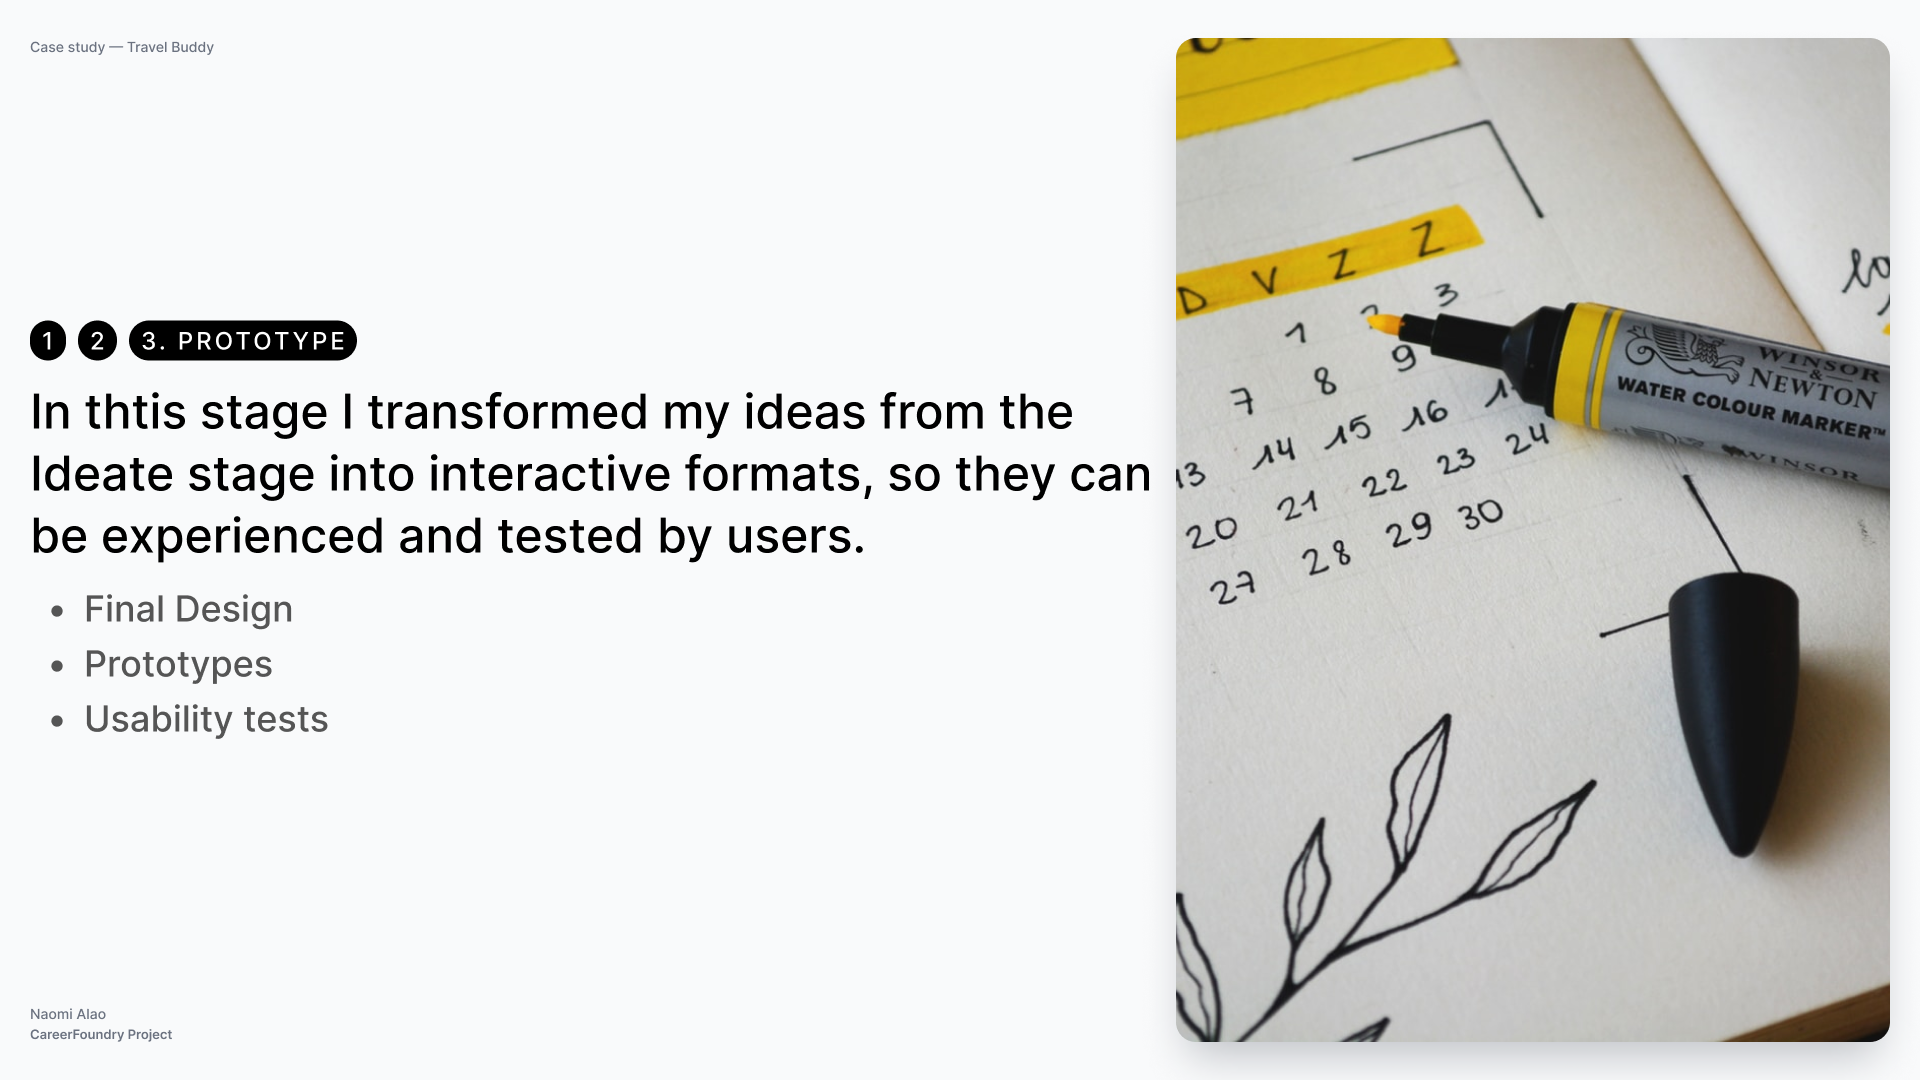 Case study — Travel Buddy
1 2 3. PROTOTYPE
In thtis stage I transformed my ideas from the
Ideate stage into interactive formats, so they can
be experienced and tested by users.
• Final Design
• Prototypes
• Usability tests
Naomi Alao
CareerFoundry Project
D V Z Z
1 2 3
7 8 9
13 14 15 16
20 21 22 23 24
27 28 29 30
WINSOR
&
NEWTON
WATER COLOUR MARKER™
WINSOR